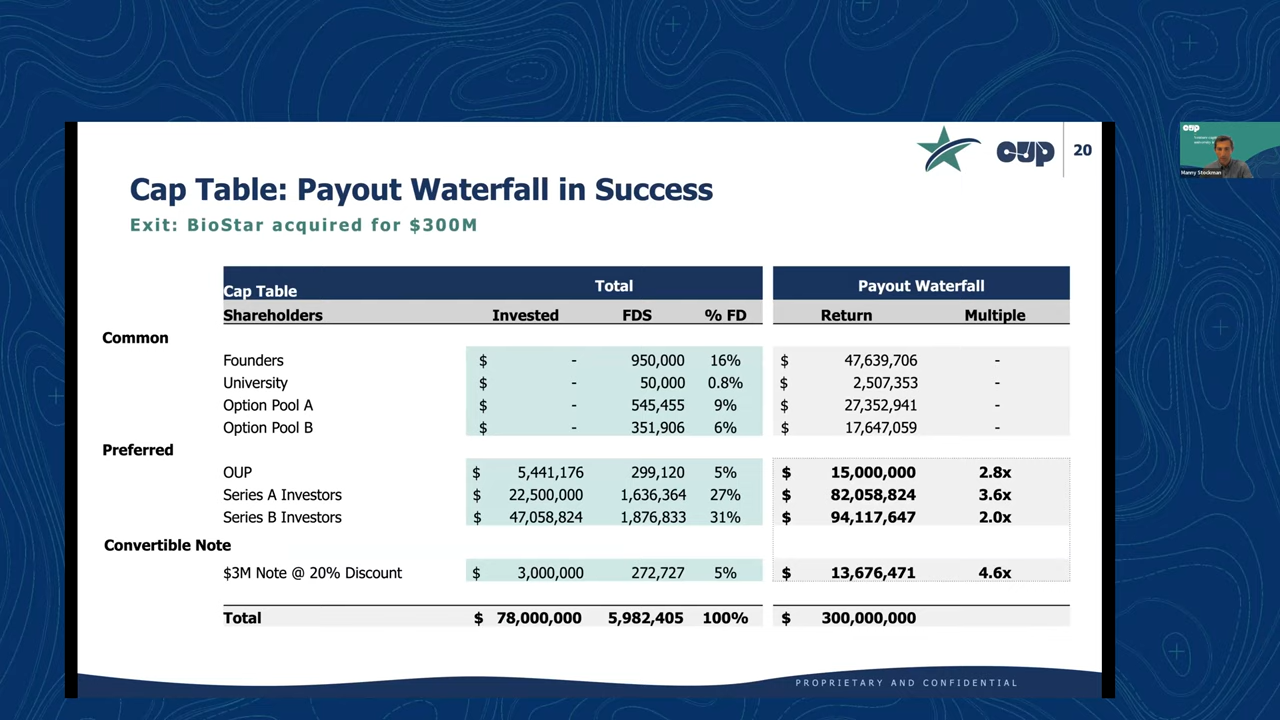 OUP 20
Cap Table: Payout Waterfall in Success
Exit: BioStar acquired for $300M
Cap Table Total Payout Waterfall
Shareholders Invested FDS % FD Return Multiple
Common
Founders $ - 950,000 16% $ 47,639,706 -
University $ - 50,000 0.8% $ 2,507,353 -
Option Pool A $ - 545,455 9% $ 27,352,941 -
Option Pool B $ - 351,906 6% $ 17,647,059 -
Preferred
OUP $ 5,441,176 299,120 5% $ 15,000,000 2.8x
Series A Investors $ 22,500,000 1,636,364 27% $ 82,058,824 3.6x
Series B Investors $ 47,058,824 1,876,833 31% $ 94,117,647 2.0x
Convertible Note
$3M Note @ 20% Discount $ 3,000,000 272,727 5% $ 13,676,471 4.6x
Total $ 78,000,000 5,982,405 100% $ 300,000,000
PROPRIETARY AND CONFIDENTIAL
OUP
Manny Stockman